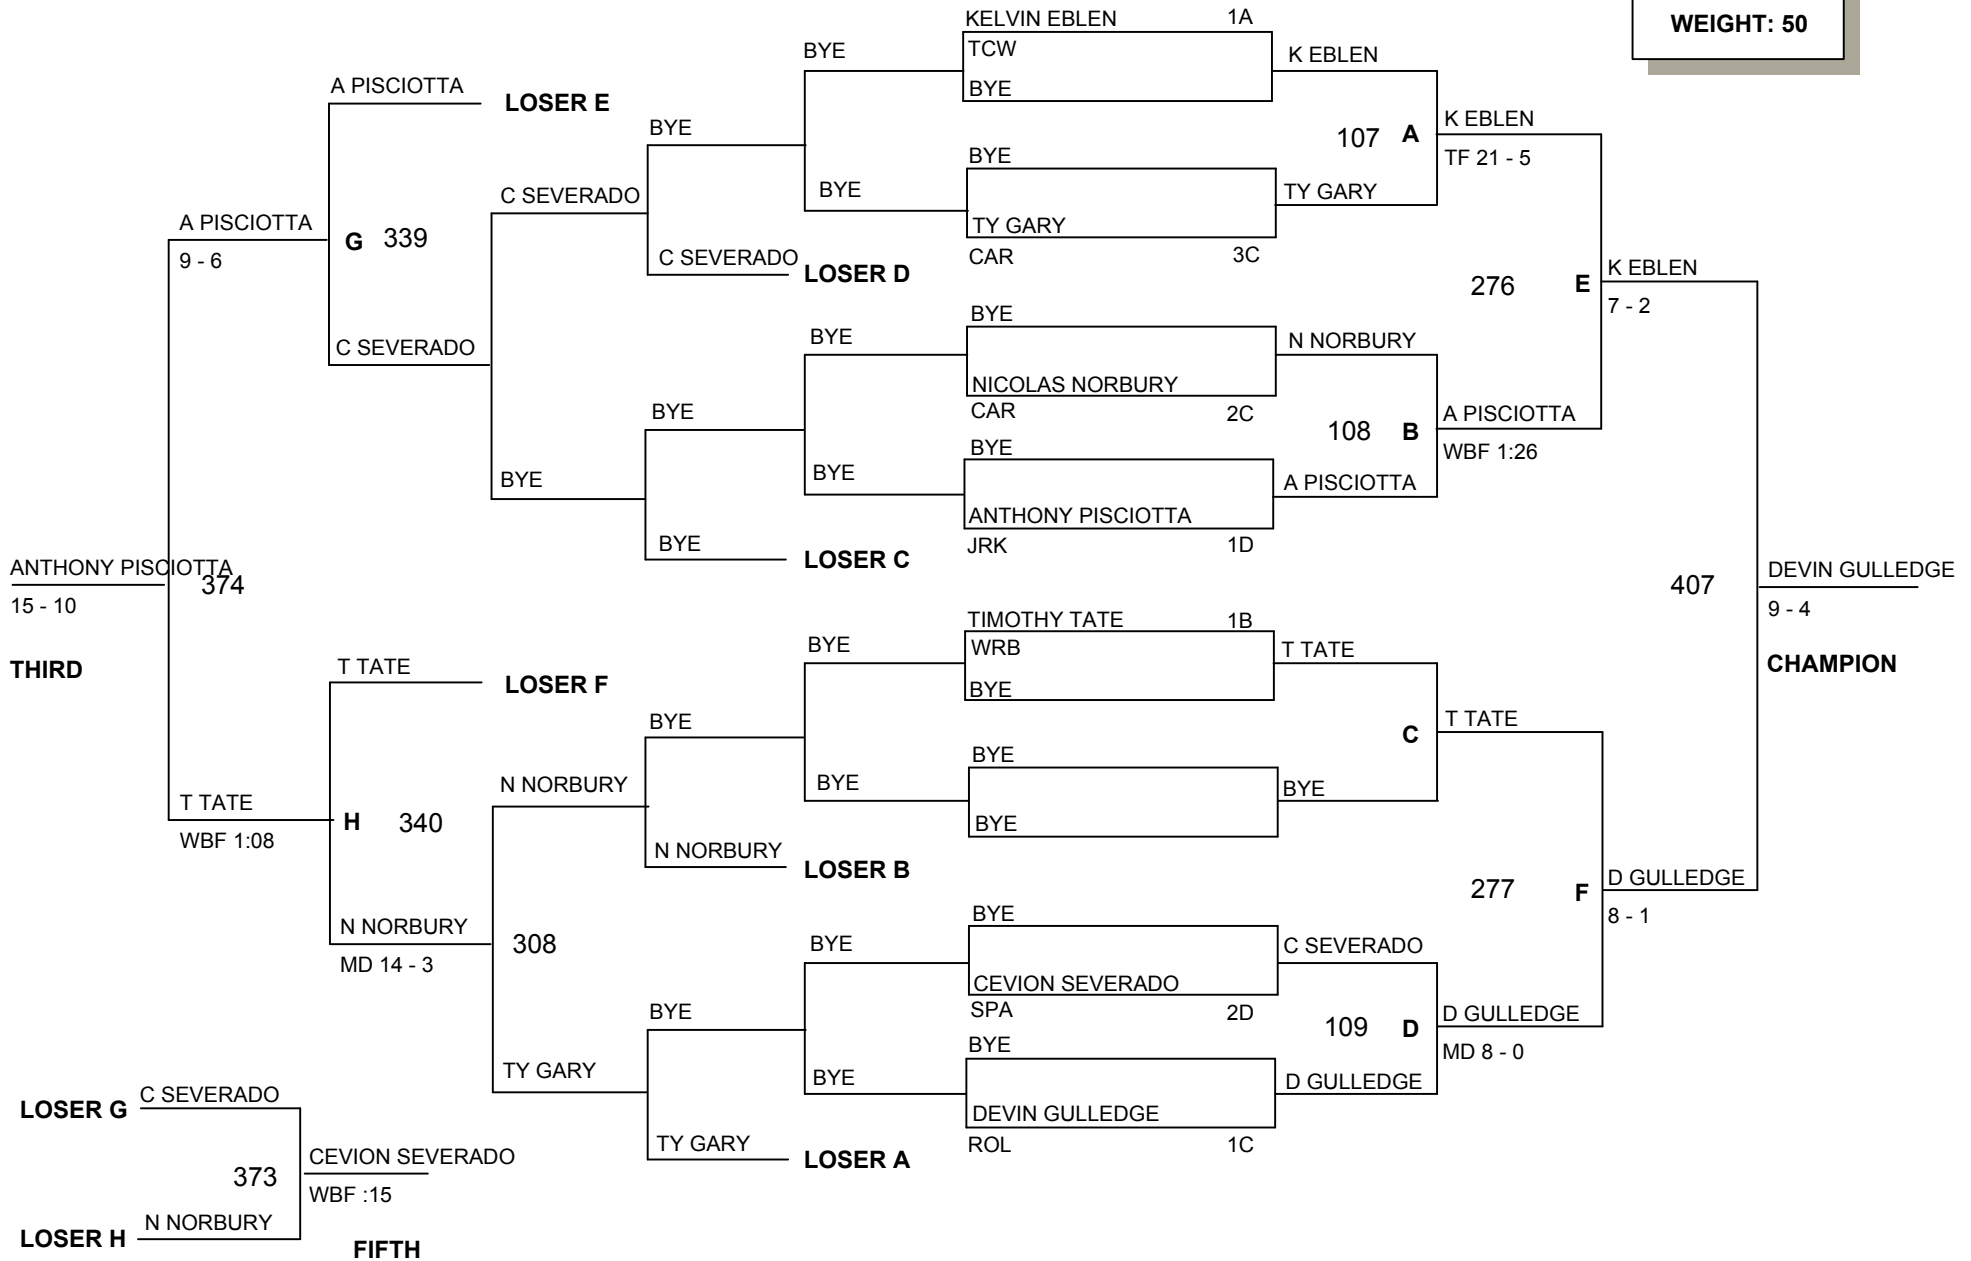 WEIGHT: 50
KELVIN EBLEN 1A
TCW
BYE
BYE
TY GARY
CAR 3C
BYE
NICOLAS NORBURY
CAR 2C
BYE
ANTHONY PISCIOTTA
JRK 1D
TIMOTHY TATE 1B
WRB
BYE
BYE
BYE
BYE
CEVION SEVERADO
SPA 2D
BYE
DEVIN GULLEDGE
ROL 1C
K EBLEN
107 A
TY GARY
N NORBURY
108 B
A PISCIOTTA
T TATE
C
BYE
C SEVERADO
109 D
D GULLEDGE
K EBLEN
TF 21 - 5
276 E
A PISCIOTTA
WBF 1:26
T TATE
277 F
D GULLEDGE
MD 8 - 0
K EBLEN
7 - 2
407
D GULLEDGE
8 - 1
DEVIN GULLEDGE
9 - 4
CHAMPION
BYE
BYE
BYE
BYE
BYE
BYE
BYE
BYE
BYE
C SEVERADO
LOSER D
BYE
BYE
LOSER C
BYE
N NORBURY
LOSER B
BYE
TY GARY
LOSER A
C SEVERADO
BYE
N NORBURY
308
TY GARY
A PISCIOTTA
LOSER E
G 339
C SEVERADO
T TATE
LOSER F
H 340
N NORBURY
MD 14 - 3
A PISCIOTTA
9 - 6
374
T TATE
WBF 1:08
ANTHONY PISCIOTTA
15 - 10
THIRD
LOSER G C SEVERADO
373
LOSER H N NORBURY
CEVION SEVERADO
WBF :15
FIFTH